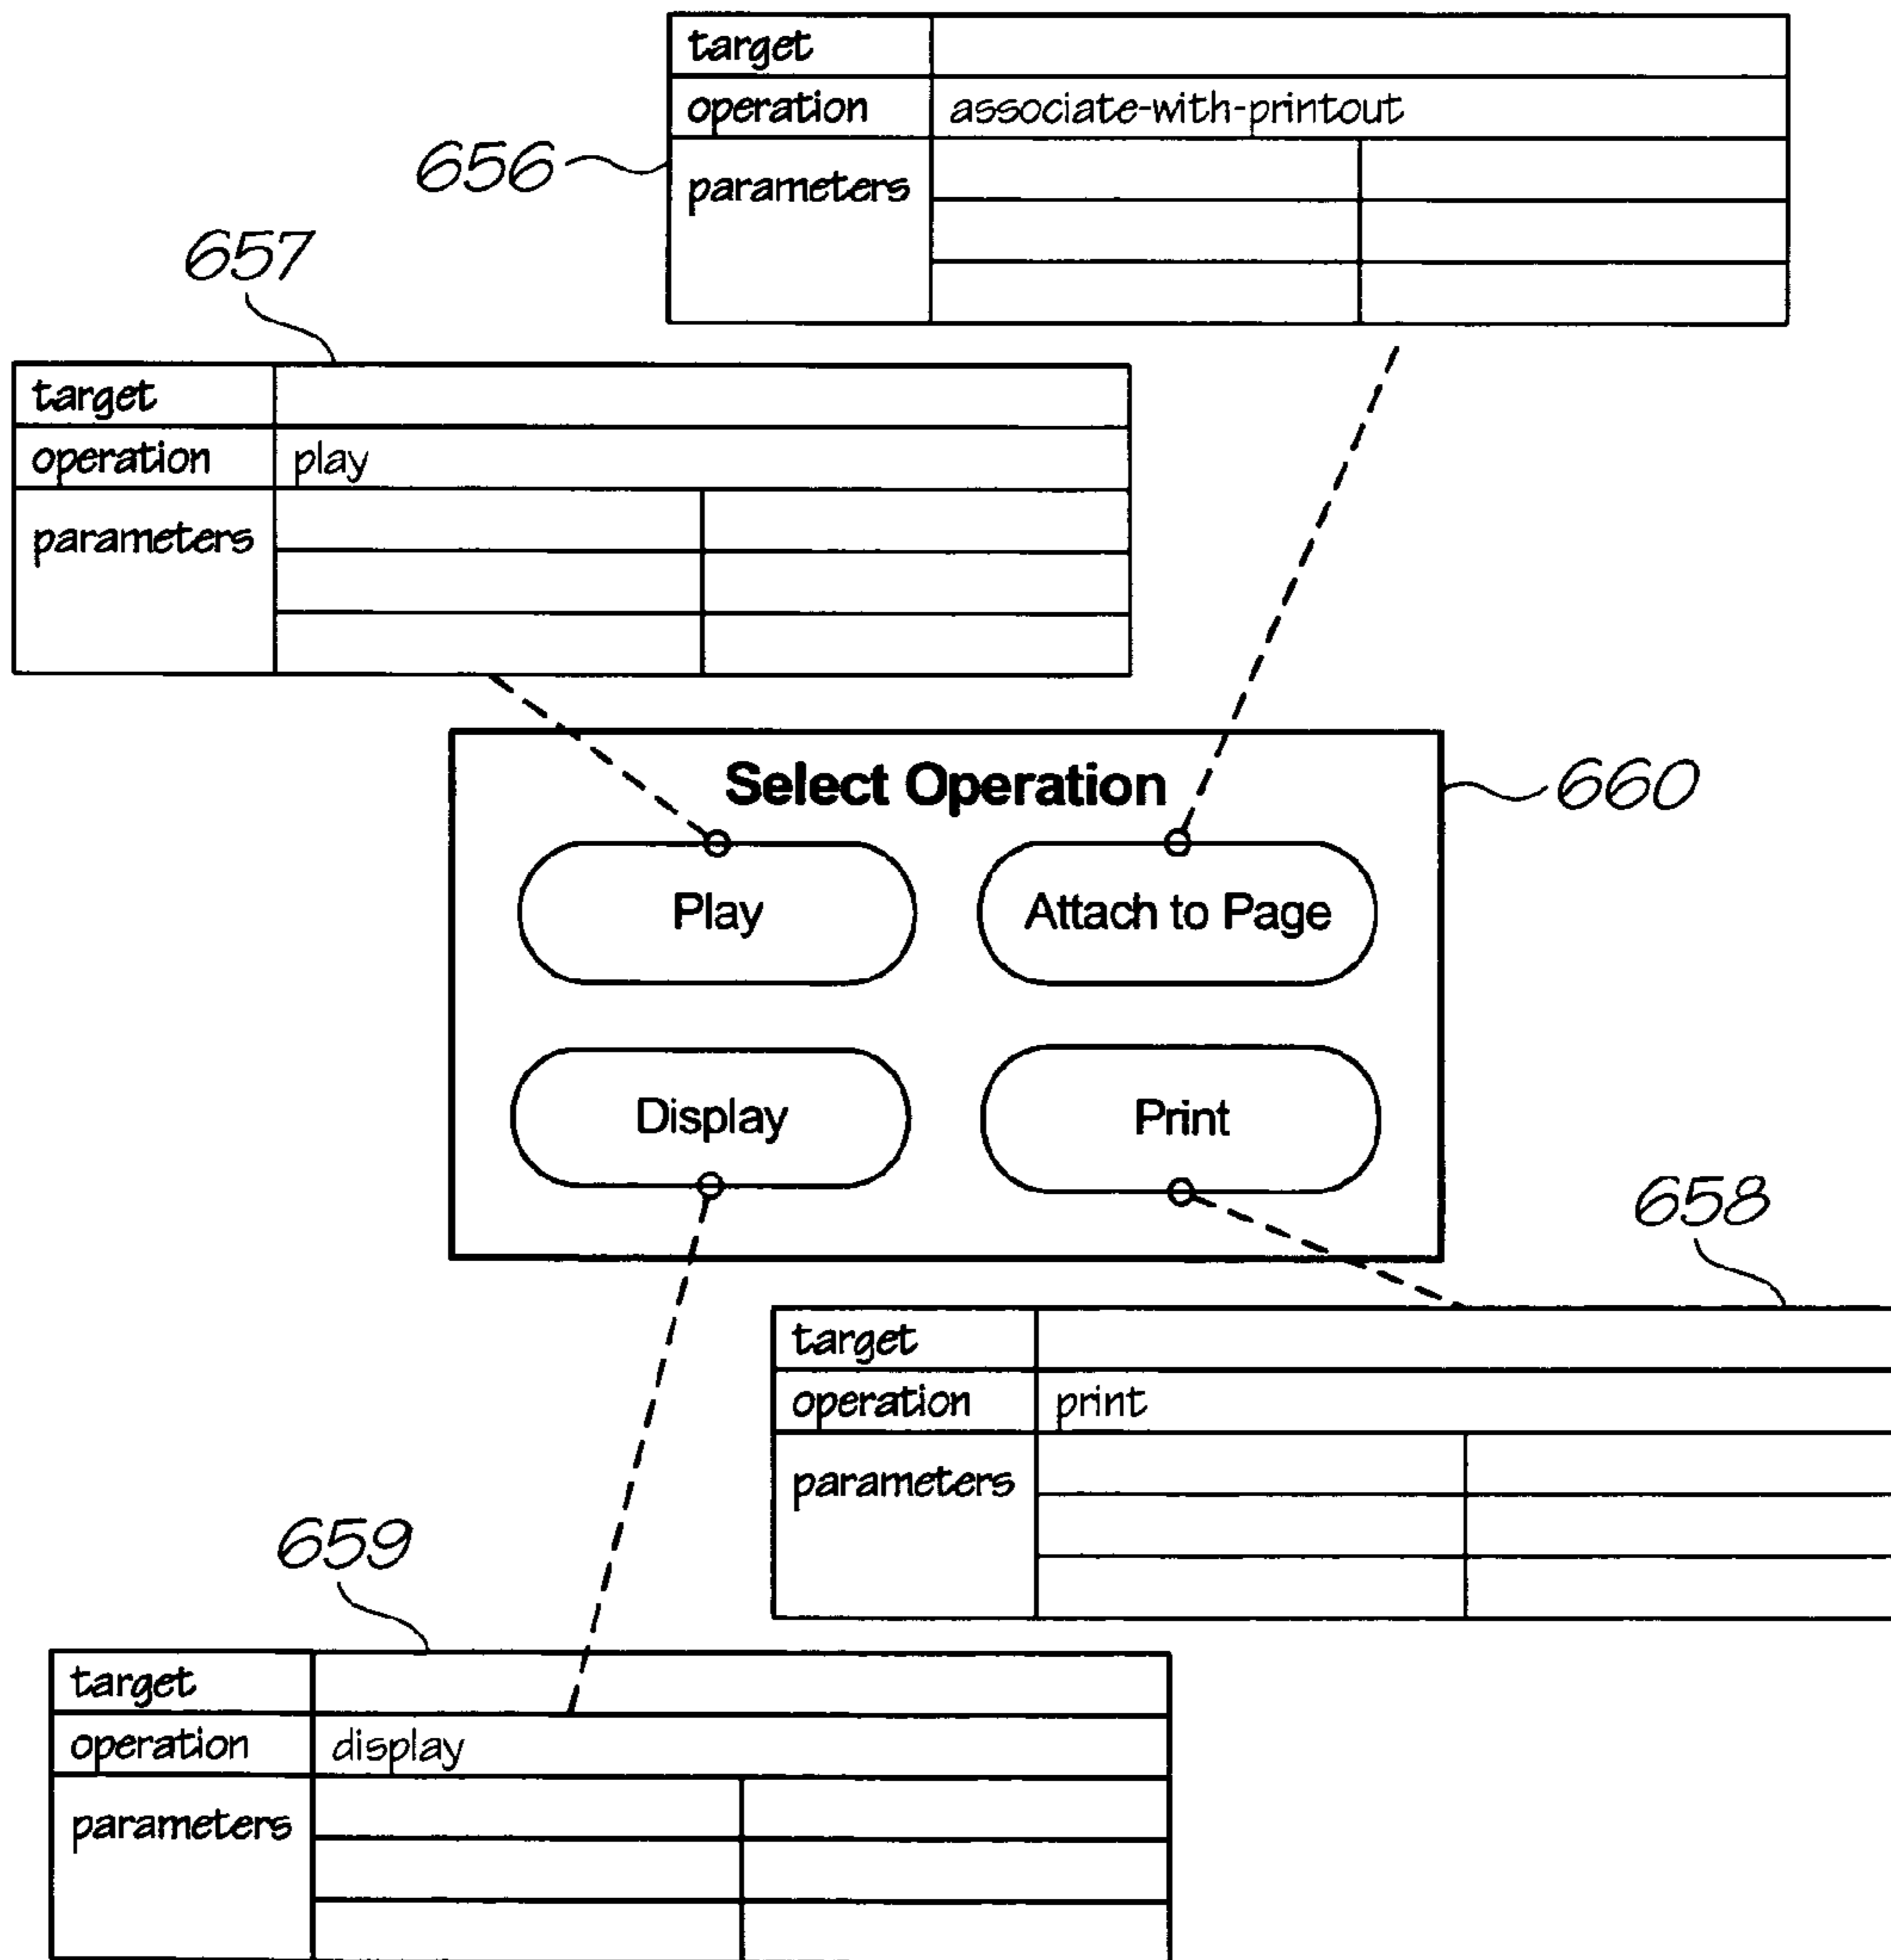 target
operation associate-with-printout
656
parameters
657
target
operation play
parameters
Select Operation
660
Play Attach to Page
Display Print
658
target
operation print
parameters
659
target
operation display
parameters